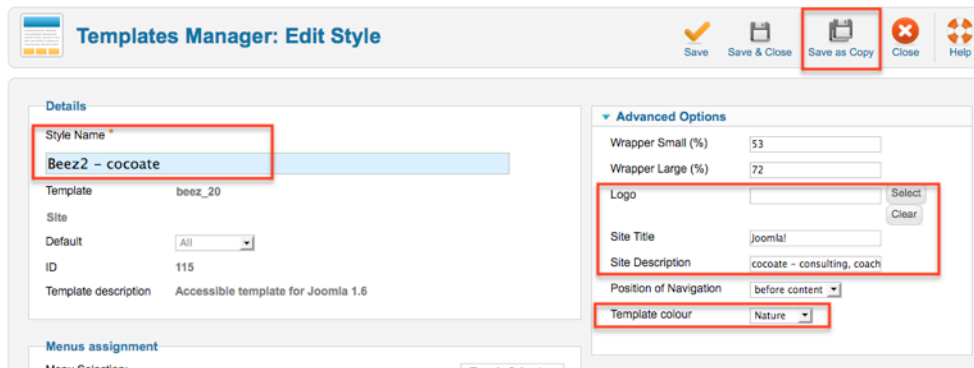 Templates Manager: Edit Style
Save
Save & Close
Save as Copy
Close
Help
Details
Style Name *
Beez2 – cocoate
Template beez_20
Site
Default All
ID 115
Template description Accessible template for Joomla 1.6
Menus assignment
Advanced Options
Wrapper Small (%) 53
Wrapper Large (%) 72
Logo Select
Clear
Site Title Joomla!
Site Description cocoate – consulting, coach
Position of Navigation before content
Template colour Nature